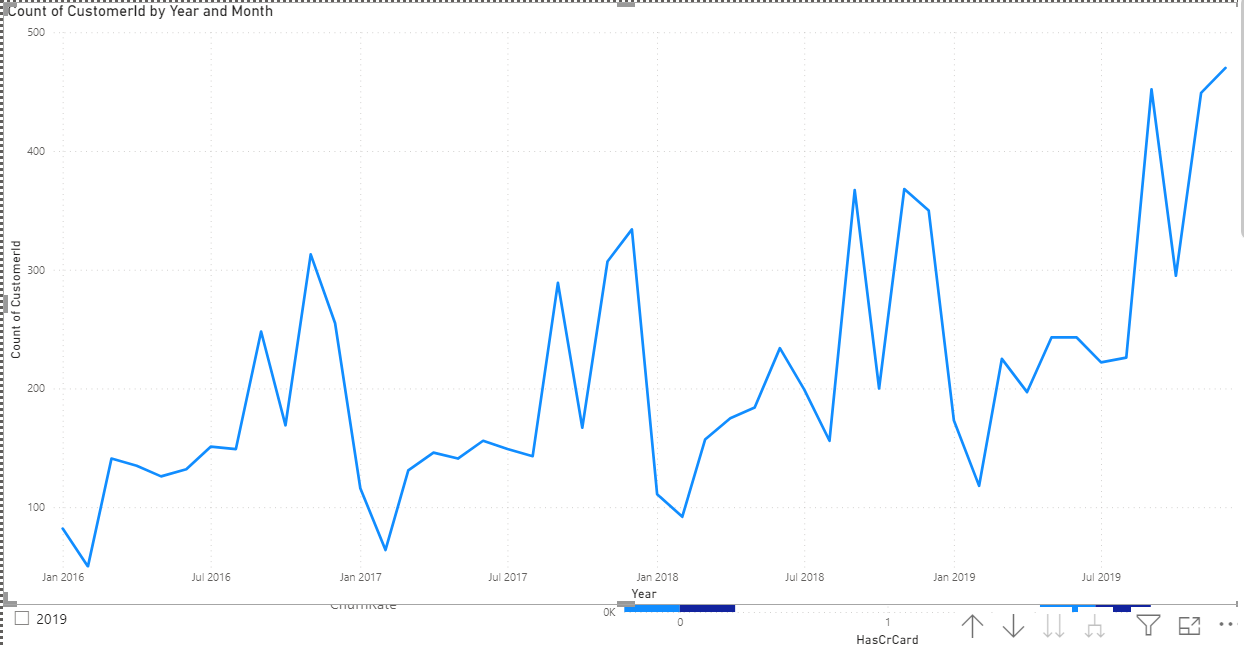 Count of CustomerId by Year and Month
500
400
300
200
100
Count of CustomerId
Jan 2016 Jul 2016 Jan 2017 Jul 2017 Jan 2018 Jul 2018 Jan 2019 Jul 2019
Year
ChurnRate
0K
2019
0 1
HasCrCard